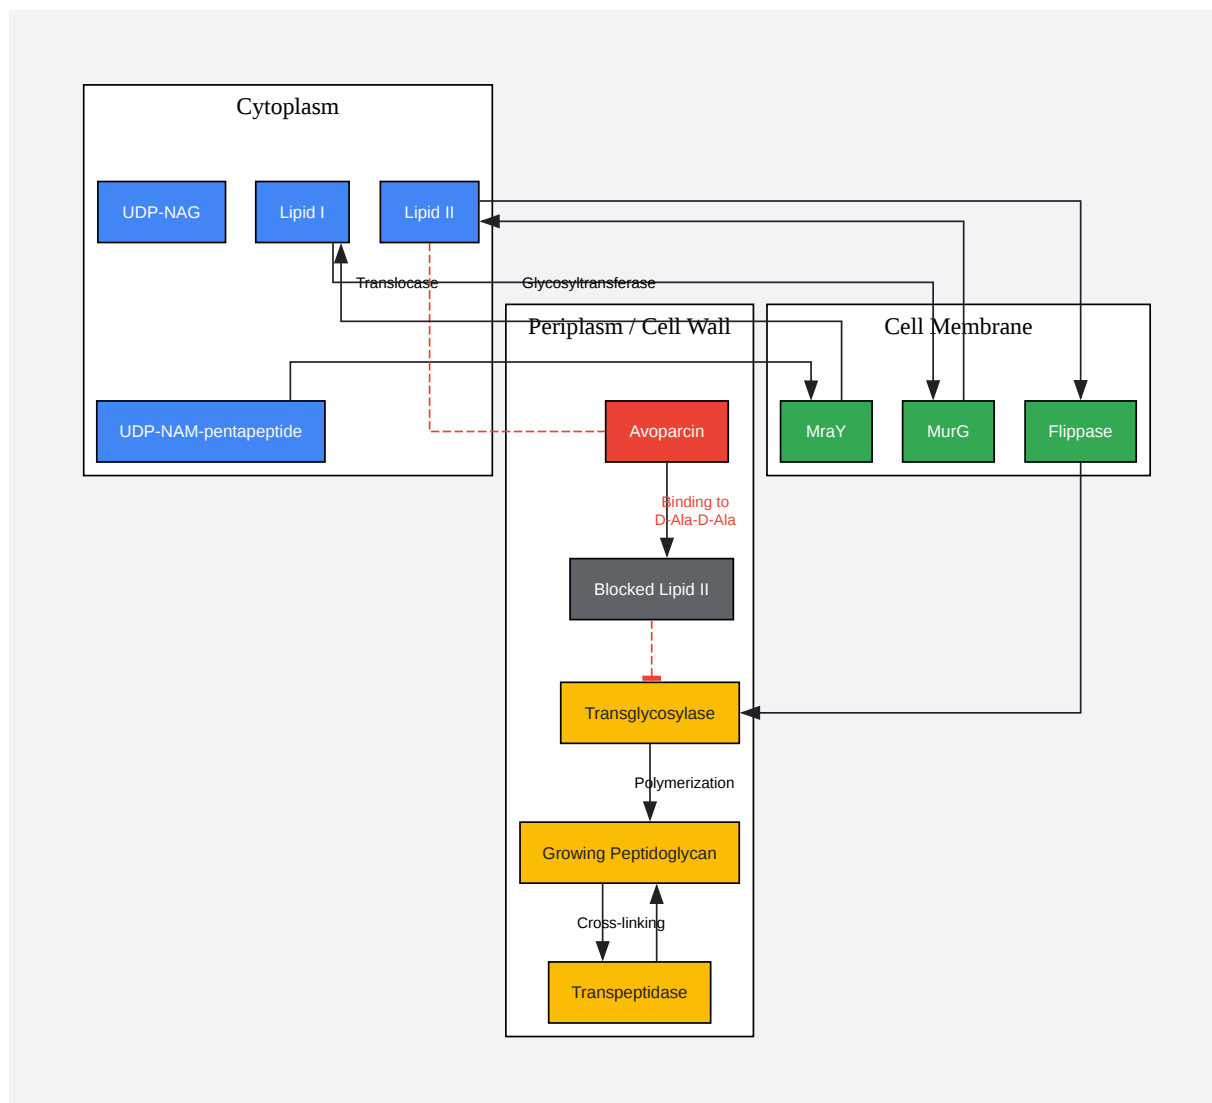 Cytoplasm
UDP-NAG
Lipid I
Lipid II
Translocase
Glycosyltransferase
Periplasm / Cell Wall
Cell Membrane
UDP-NAM-pentapeptide
Avoparcin
MraY
MurG
Flippase
Binding to
D-Ala-D-Ala
Blocked Lipid II
Transglycosylase
Polymerization
Growing Peptidoglycan
Cross-linking
Transpeptidase